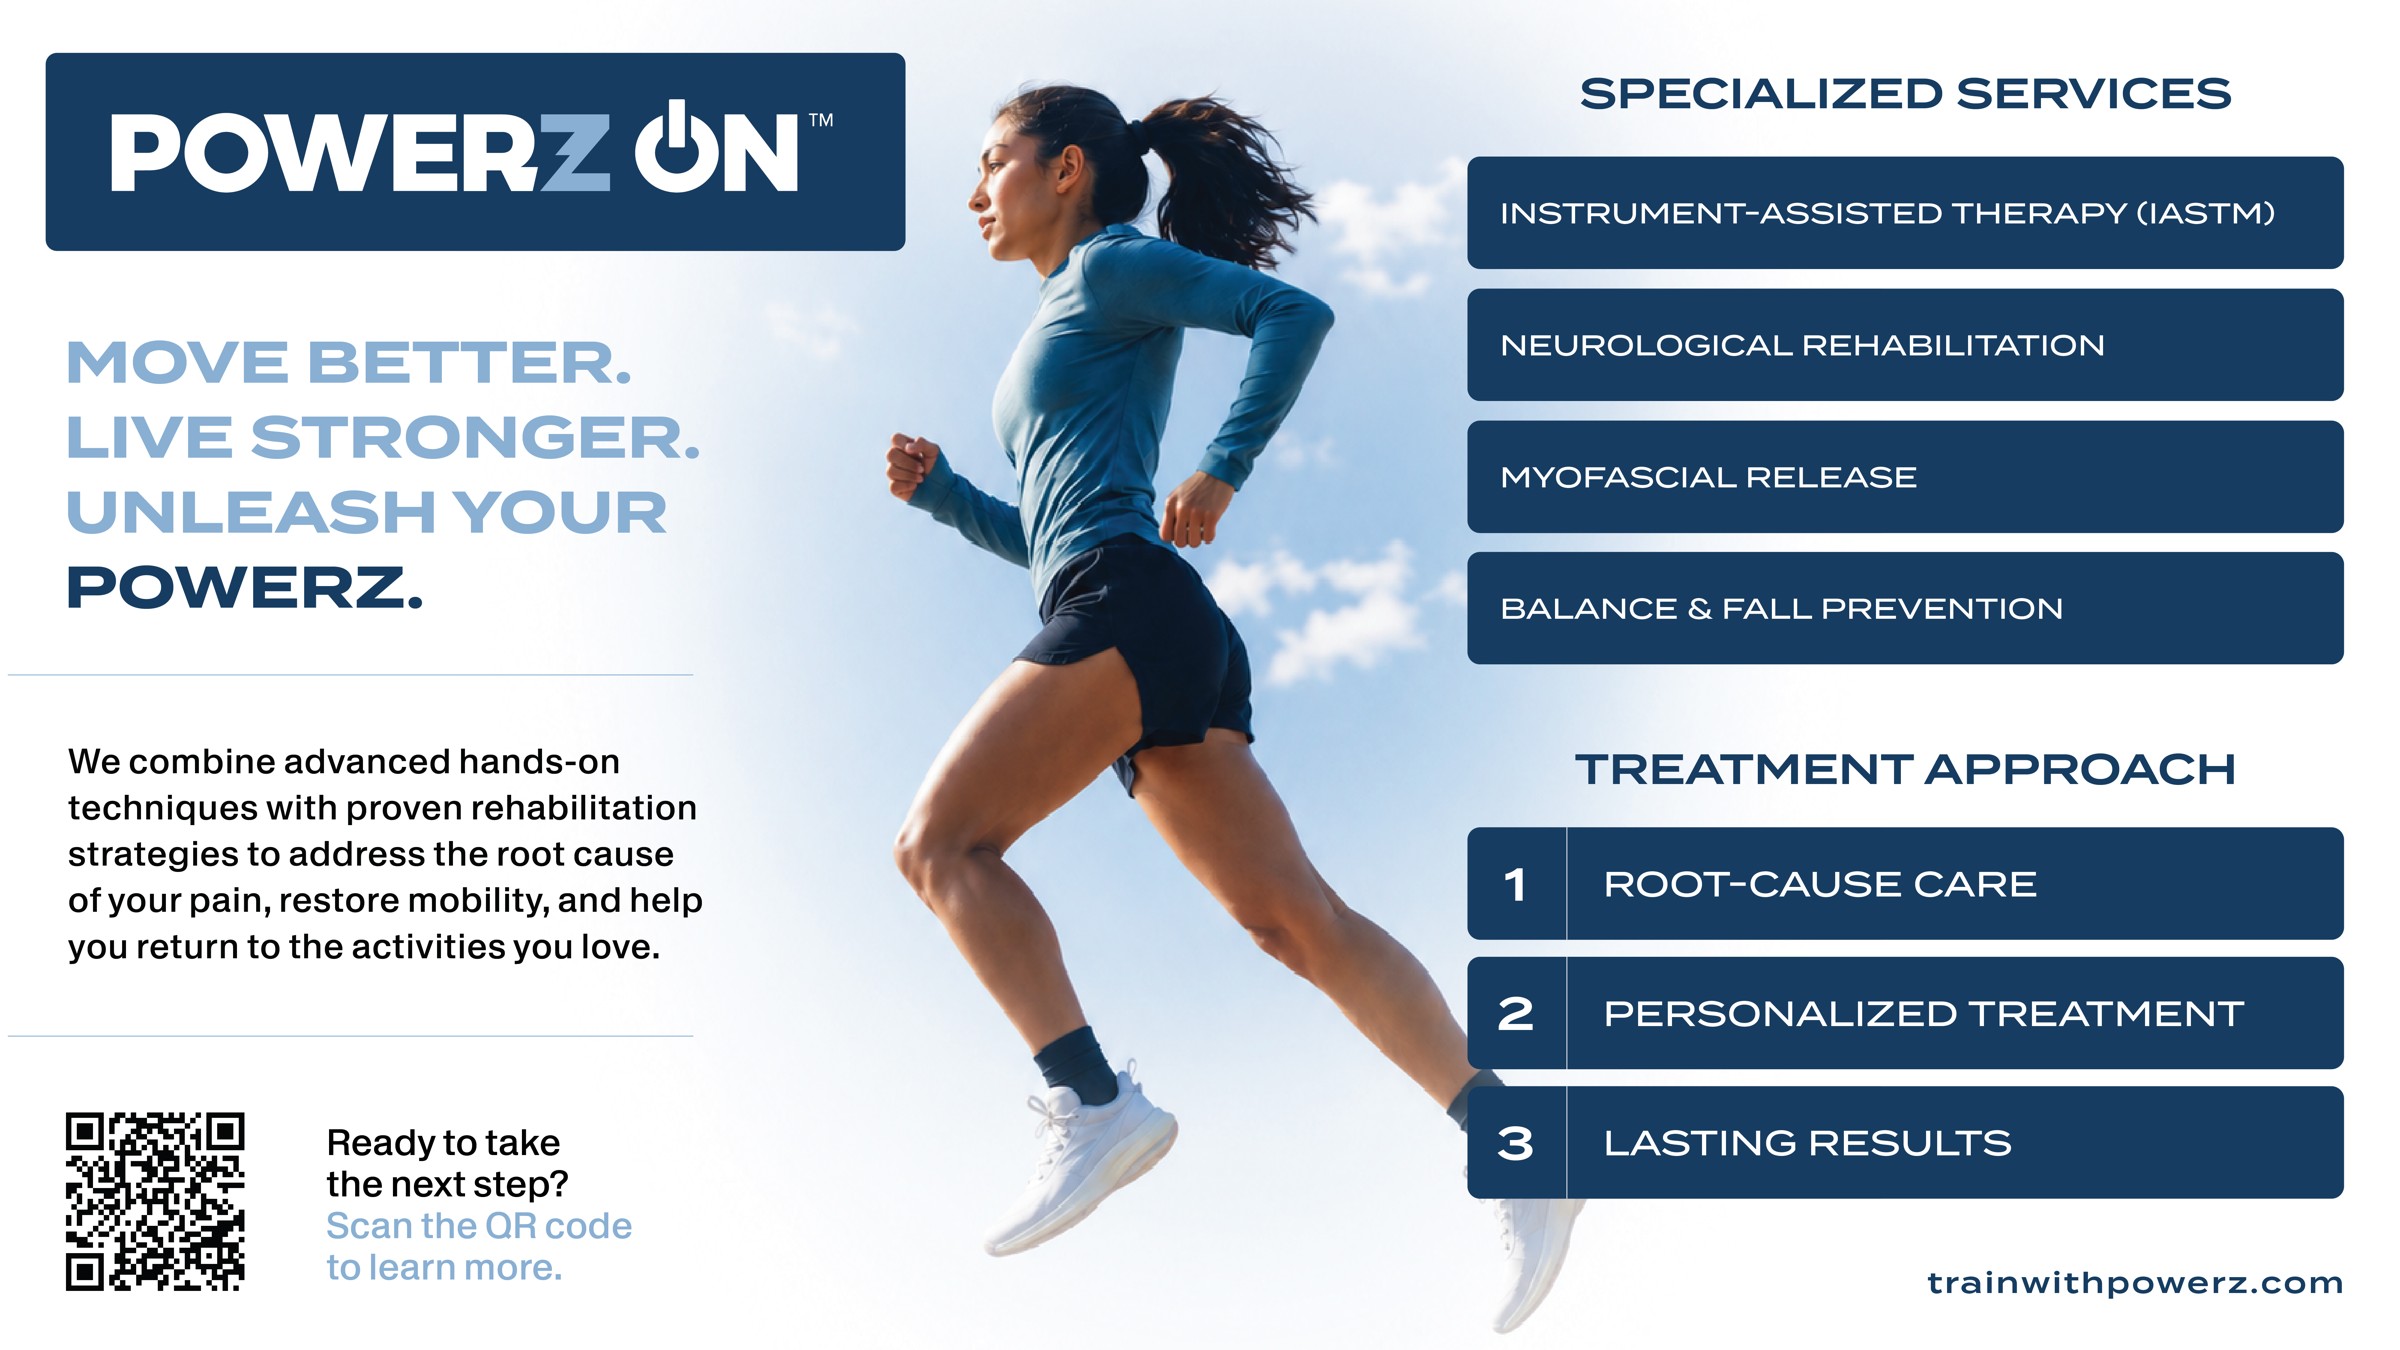 POWERZ ON™
MOVE BETTER.
LIVE STRONGER.
UNLEASH YOUR
POWERZ.
We combine advanced hands-on
techniques with proven rehabilitation
strategies to address the root cause
of your pain, restore mobility, and help
you return to the activities you love.
Ready to take
the next step?
Scan the QR code
to learn more.
SPECIALIZED SERVICES
INSTRUMENT-ASSISTED THERAPY (IASTM)
NEUROLOGICAL REHABILITATION
MYOFASCIAL RELEASE
BALANCE & FALL PREVENTION
TREATMENT APPROACH
1 ROOT-CAUSE CARE
2 PERSONALIZED TREATMENT
3 LASTING RESULTS
trainwithpowerz.com